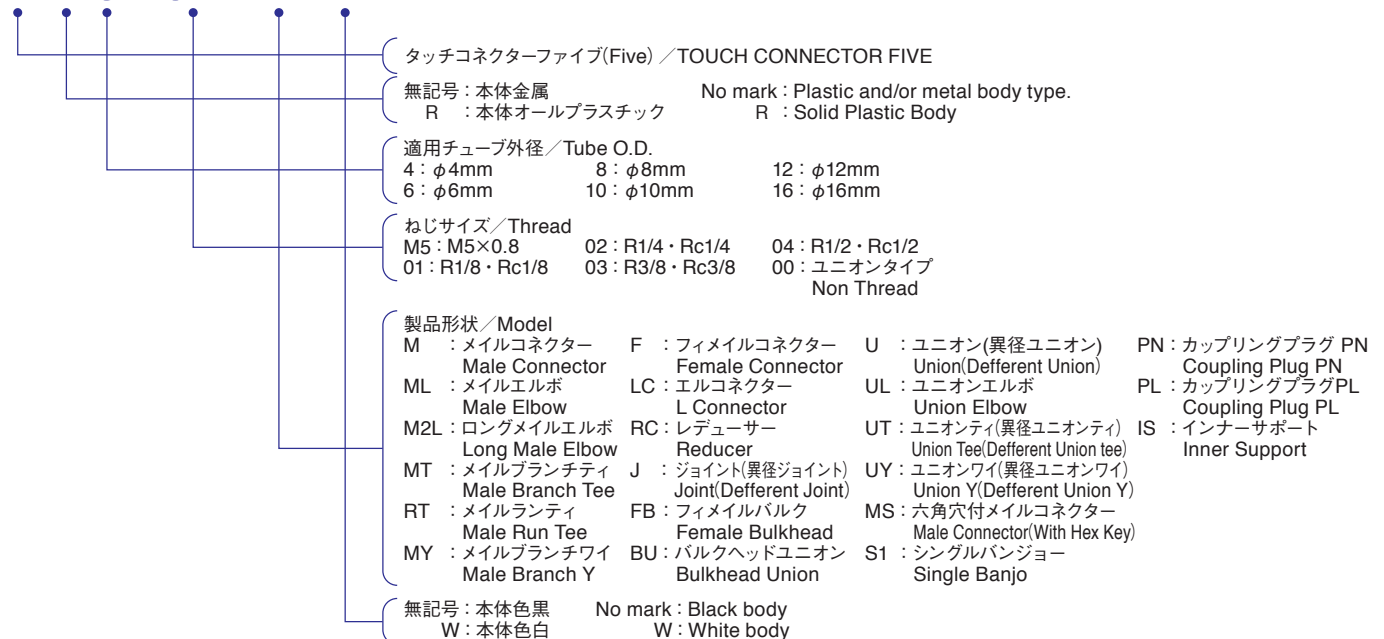 タッチコネクターファイブ(Five)／TOUCH CONNECTOR FIVE
無記号：本体金属 No mark：Plastic and/or metal body type.
R ：本体オールプラスチック R ：Solid Plastic Body
適用チューブ外径／Tube O.D.
4：φ4mm 8：φ8mm 12：φ12mm
6：φ6mm 10：φ10mm 16：φ16mm
ねじサイズ／Thread
M5：M5×0.8 02：R1/4・Rc1/4 04：R1/2・Rc1/2
01：R1/8・Rc1/8 03：R3/8・Rc3/8 00：ユニオンタイプ
Non Thread
製品形状／Model
M ：メイルコネクター F ：フィメイルコネクター U ：ユニオン(異径ユニオン) PN：カップリングプラグ PN
Male Connector Female Connector Union(Defferent Union) Coupling Plug PN
ML：メイルエルボ LC：エルコネクター UL：ユニオンエルボ PL：カップリングプラグPL
Male Elbow L Connector Union Elbow Coupling Plug PL
M2L：ロングメイルエルボ RC：レデューサー UT：ユニオンティ(異径ユニオンティ) IS：インナーサポート
Long Male Elbow Reducer Union Tee(Defferent Union tee) Inner Support
MT：メイルブランチティ J ：ジョイント(異径ジョイント) UY：ユニオンワイ(異径ユニオンワイ)
Male Branch Tee Joint(Defferent Joint) Union Y(Defferent Union Y)
RT：メイルランティ FB：フィメイルバルク MS：六角穴付メイルコネクター
Male Run Tee Female Bulkhead Male Connector(With Hex Key)
MY：メイルブランチワイ BU：バルクヘッドユニオン S1：シングルバンジョー
Male Branch Y Bulkhead Union Single Banjo
無記号：本体色黒 No mark：Black body
W：本体色白 W：White body